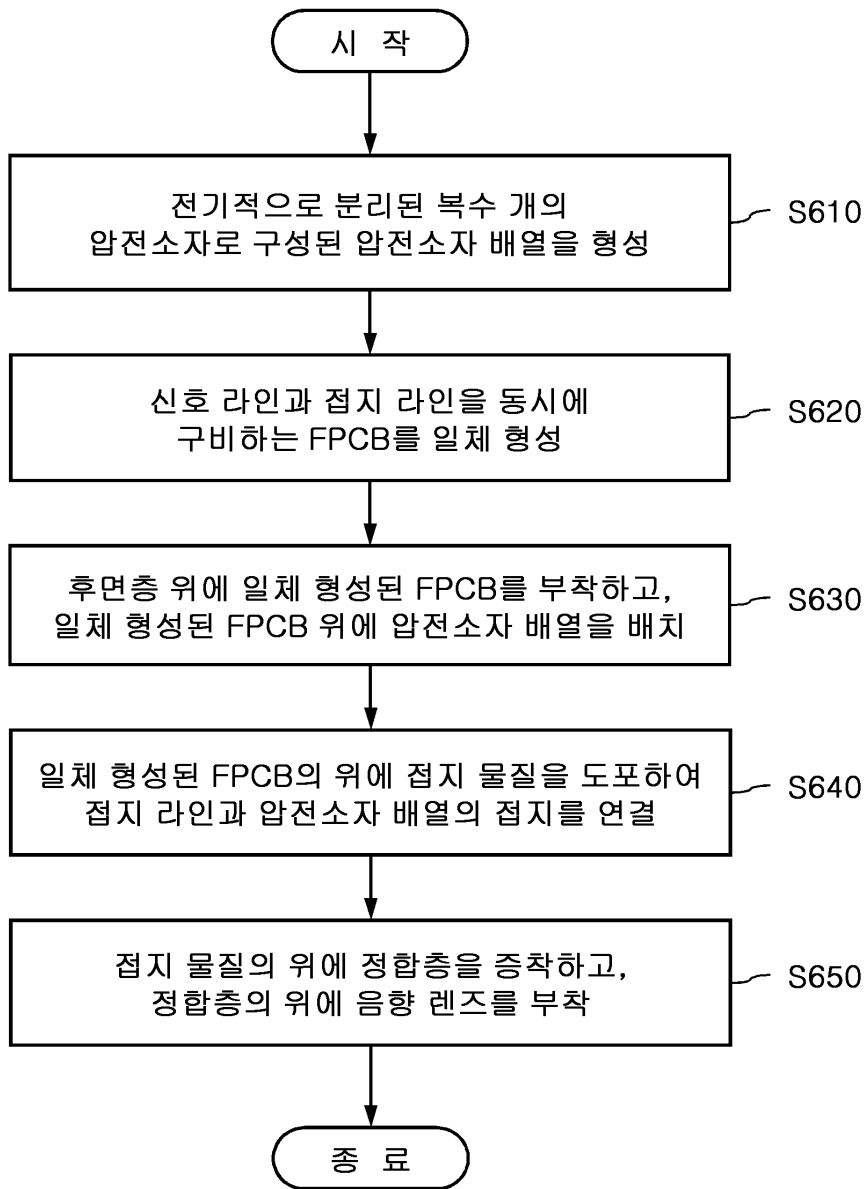 시 작
전기적으로 분리된 복수 개의
압전소자로 구성된 압전소자 배열을 형성
S610
신호 라인과 접지 라인을 동시에
구비하는 FPCB를 일체 형성
S620
후면층 위에 일체 형성된 FPCB를 부착하고,
일체 형성된 FPCB 위에 압전소자 배열을 배치
S630
일체 형성된 FPCB의 위에 접지 물질을 도포하여
접지 라인과 압전소자 배열의 접지를 연결
S640
접지 물질의 위에 정합층을 증착하고,
정합층의 위에 음향 렌즈를 부착
S650
종 료